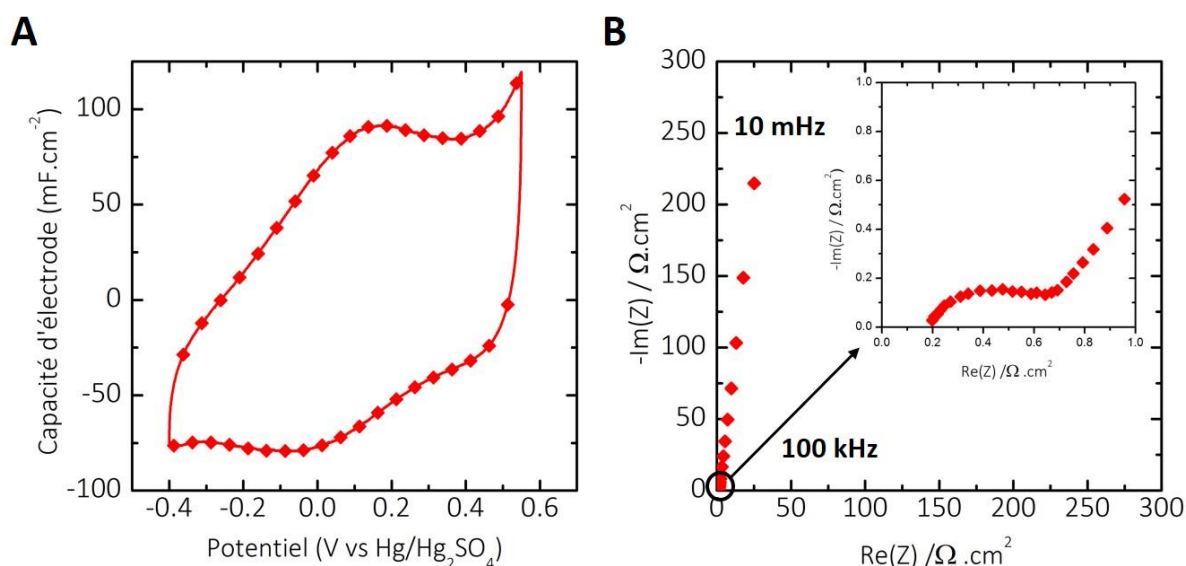 A
Capacité d'électrode (mF.cm-2)
100
50
0
-50
-100
-0.4 -0.2 0.0 0.2 0.4 0.6
Potentiel (V vs Hg/Hg2SO4)
B
-Im(Z) / Ω.cm2
300
250
200
150
100
50
0
0 50 100 150 200 250 300
Re(Z) /Ω .cm2
10 mHz
100 kHz
-Im(Z) / Ω.cm2
1.0
0.8
0.6
0.4
0.2
0.0
0.0 0.2 0.4 0.6 0.8 1.0
Re(Z) /Ω .cm2